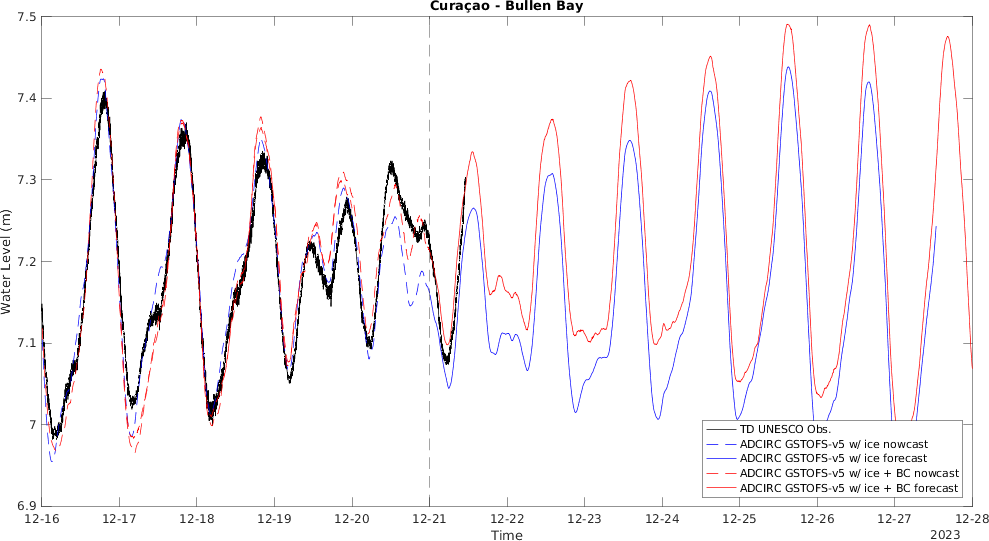 Curaçao - Bullen Bay
7.5
7.4
7.3
7.2
7.1
7
6.9
Water Level (m)
TD UNESCO Obs.
ADCIRC GSTOFS-v5 w/ ice nowcast
ADCIRC GSTOFS-v5 w/ ice forecast
ADCIRC GSTOFS-v5 w/ ice + BC nowcast
ADCIRC GSTOFS-v5 w/ ice + BC forecast
12-16 12-17 12-18 12-19 12-20 12-21 12-22 12-23 12-24 12-25 12-26 12-27 12-28
Time
2023